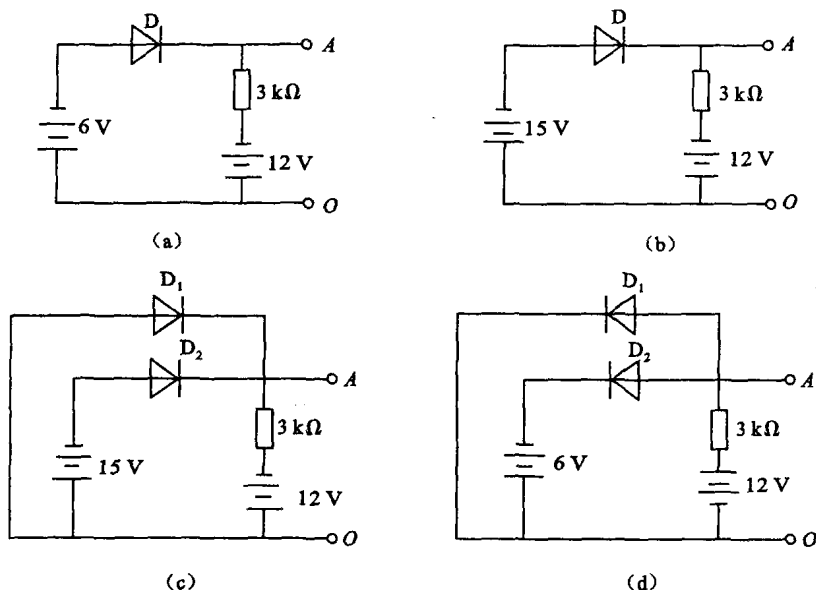 D
A
3 kΩ
6 V
12 V
O
(a)
D
A
3 kΩ
15 V
12 V
O
(b)
D₁
D₂
A
3 kΩ
15 V
12 V
O
(c)
D₁
D₂
A
3 kΩ
6 V
12 V
O
(d)